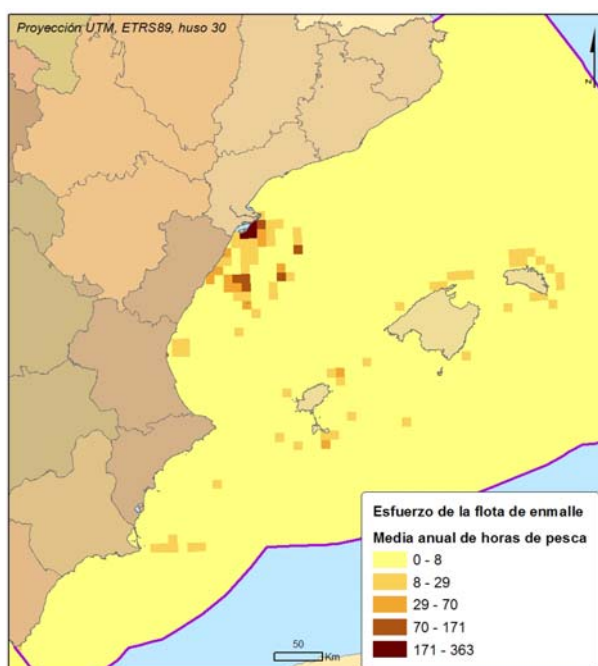 Proyección UTM, ETRS89, huso 30
N
Esfuerzo de la flota de enmalle
Media anual de horas de pesca
0 - 8
8 - 29
29 - 70
70 - 171
171 - 363
50
Km